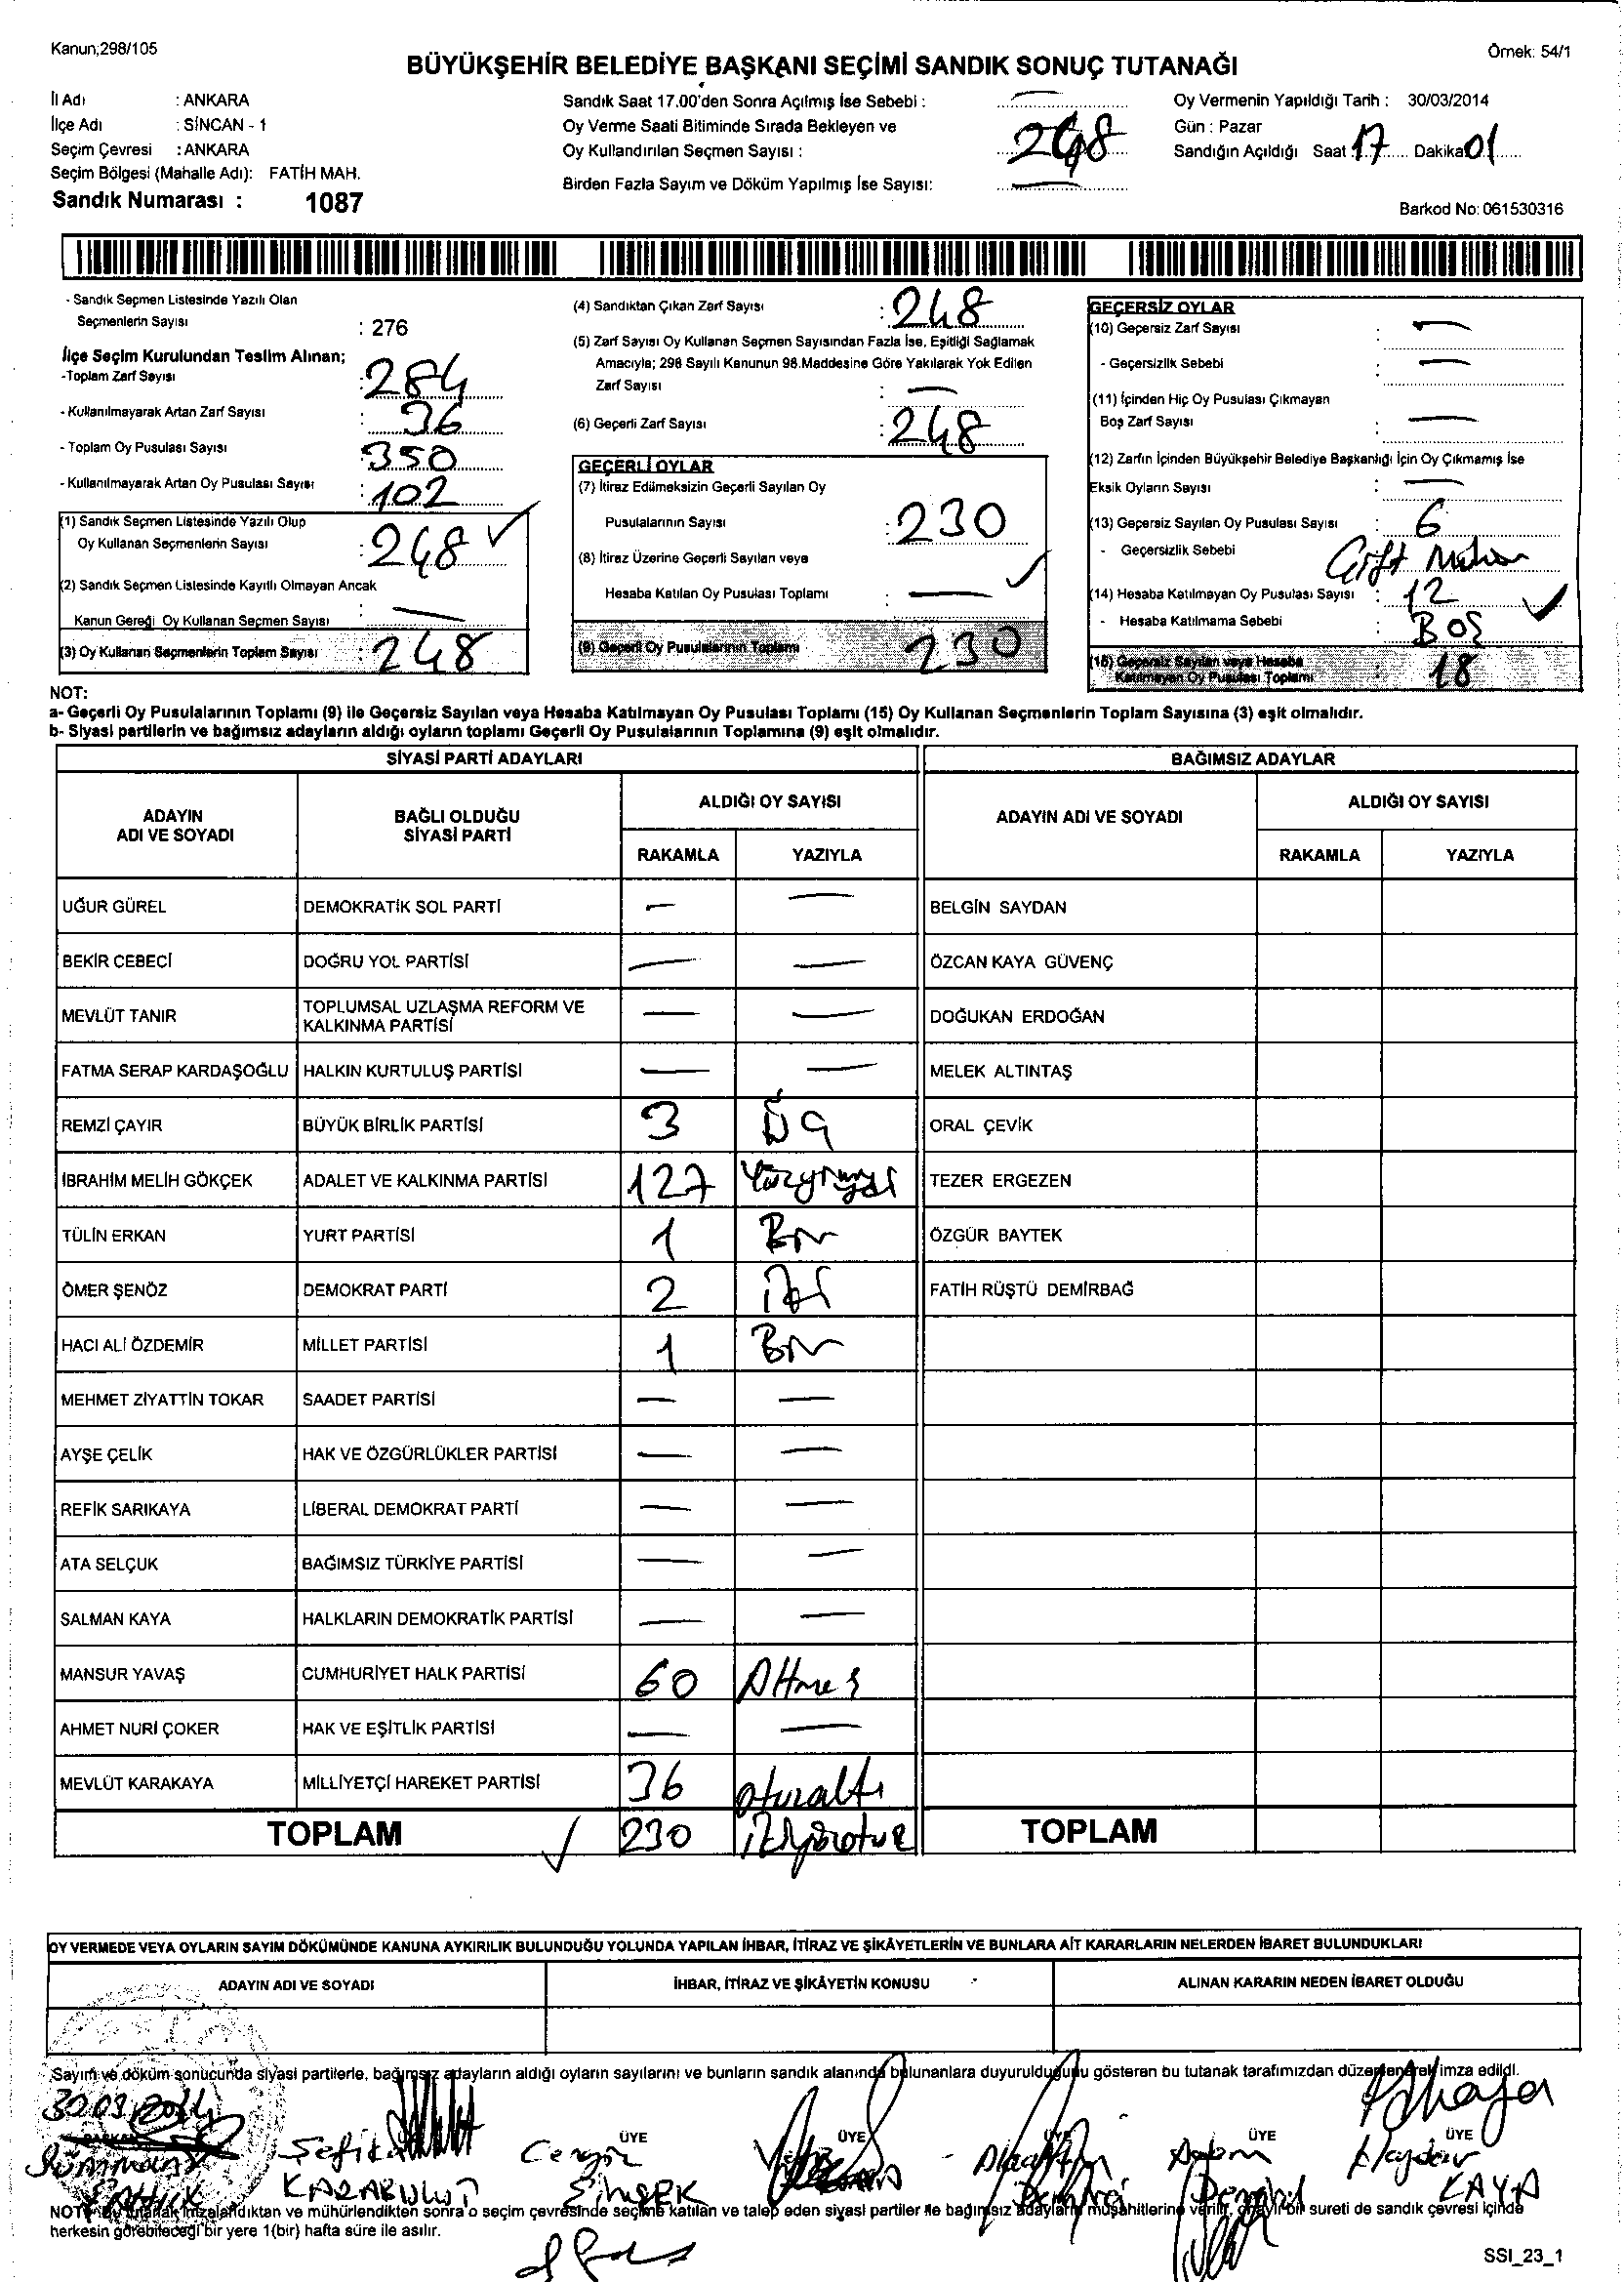 Kanun;298/105
Örnek: 54/1
BÜYÜKŞEHİR BELEDİYE BAŞKANI SEÇİMİ SANDIK SONUÇ TUTANAĞI
İl Adı : ANKARA
İlçe Adı : SİNCAN - 1
Seçim Çevresi : ANKARA
Seçim Bölgesi (Mahalle Adı): FATİH MAH.
Sandık Numarası : 1087
Sandık Saat 17.00'den Sonra Açılmış İse Sebebi : —
Oy Verme Saati Bitiminde Sırada Bekleyen ve
Oy Kullandırılan Seçmen Sayısı : 248
Birden Fazla Sayım ve Döküm Yapılmış İse Sayısı: —
Oy Vermenin Yapıldığı Tarih : 30/03/2014
Gün : Pazar
Sandığın Açıldığı Saat 17 Dakika 01
Barkod No: 061530316
- Sandık Seçmen Listesinde Yazılı Olan
Seçmenlerin Sayısı : 276
İlçe Seçim Kurulundan Teslim Alınan;
-Toplam Zarf Sayısı : 284
- Kullanılmayarak Artan Zarf Sayısı : 36
- Toplam Oy Pusulası Sayısı : 350
- Kullanılmayarak Artan Oy Pusulası Sayısı : 102
(1) Sandık Seçmen Listesinde Yazılı Olup
Oy Kullanan Seçmenlerin Sayısı : 248
(2) Sandık Seçmen Listesinde Kayıtlı Olmayan Ancak
Kanun Gereği Oy Kullanan Seçmen Sayısı : —
(3) Oy Kullanan Seçmenlerin Toplam Sayısı : 248
(4) Sandıktan Çıkan Zarf Sayısı : 248
(5) Zarf Sayısı Oy Kullanan Seçmen Sayısından Fazla İse, Eşitliği Sağlamak
Amacıyla; 298 Sayılı Kanunun 98.Maddesine Göre Yakılarak Yok Edilen
Zarf Sayısı : —
(6) Geçerli Zarf Sayısı : 248
GEÇERLİ OYLAR
(7) İtiraz Edilmeksizin Geçerli Sayılan Oy
Pusulalarının Sayısı : 230
(8) İtiraz Üzerine Geçerli Sayılan veya
Hesaba Katılan Oy Pusulası Toplamı : —
(9) Geçerli Oy Pusulalarının Toplamı 230
GEÇERSİZ OYLAR
(10) Geçersiz Zarf Sayısı : —
- Geçersizlik Sebebi : —
(11) İçinden Hiç Oy Pusulası Çıkmayan
Boş Zarf Sayısı : —
(12) Zarfın İçinden Büyükşehir Belediye Başkanlığı İçin Oy Çıkmamış İse
Eksik Oyların Sayısı : —
(13) Geçersiz Sayılan Oy Pusulası Sayısı : 6
- Geçersizlik Sebebi Çift
(14) Hesaba Katılmayan Oy Pusulası Sayısı : 12
- Hesaba Katılmama Sebebi : BOŞ
(15) Geçersiz Sayılan veya Hesaba
Katılmayan Oy Pusulası Toplamı : 18
NOT:
a- Geçerli Oy Pusulalarının Toplamı (9) ile Geçersiz Sayılan veya Hesaba Katılmayan Oy Pusulası Toplamı (15) Oy Kullanan Seçmenlerin Toplam Sayısına (3) eşit olmalıdır.
b- Siyasi partilerin ve bağımsız adayların aldığı oyların toplamı Geçerli Oy Pusulalarının Toplamına (9) eşit olmalıdır.
SİYASİ PARTİ ADAYLARI BAĞIMSIZ ADAYLAR
ADAYIN ADI VE SOYADI BAĞLI OLDUĞU SİYASİ PARTİ ALDIĞI OY SAYISI ADAYIN ADI VE SOYADI ALDIĞI OY SAYISI
RAKAMLA YAZIYLA RAKAMLA YAZIYLA
UĞUR GÜREL DEMOKRATİK SOL PARTİ — — BELGİN SAYDAN
BEKİR CEBECİ DOĞRU YOL PARTİSİ — — ÖZCAN KAYA GÜVENÇ
MEVLÜT TANIR TOPLUMSAL UZLAŞMA REFORM VE KALKINMA PARTİSİ — — DOĞUKAN ERDOĞAN
FATMA SERAP KARDAŞOĞLU HALKIN KURTULUŞ PARTİSİ — — MELEK ALTINTAŞ
REMZİ ÇAYIR BÜYÜK BİRLİK PARTİSİ 3 Üç ORAL ÇEVİK
İBRAHİM MELİH GÖKÇEK ADALET VE KALKINMA PARTİSİ 127 Yüzyirmiyedi TEZER ERGEZEN
TÜLİN ERKAN YURT PARTİSİ 1 Bir ÖZGÜR BAYTEK
ÖMER ŞENÖZ DEMOKRAT PARTİ 2 iki FATİH RÜŞTÜ DEMİRBAĞ
HACI ALİ ÖZDEMİR MİLLET PARTİSİ 1 Bir
MEHMET ZİYATTİN TOKAR SAADET PARTİSİ — —
AYŞE ÇELİK HAK VE ÖZGÜRLÜKLER PARTİSİ — —
REFİK SARIKAYA LİBERAL DEMOKRAT PARTİ — —
ATA SELÇUK BAĞIMSIZ TÜRKİYE PARTİSİ — —
SALMAN KAYA HALKLARIN DEMOKRATİK PARTİSİ — —
MANSUR YAVAŞ CUMHURİYET HALK PARTİSİ 60 Altmış
AHMET NURİ ÇOKER HAK VE EŞİTLİK PARTİSİ — —
MEVLÜT KARAKAYA MİLLİYETÇİ HAREKET PARTİSİ 36 otuzaltı
TOPLAM 230 ikiyüzotuz TOPLAM
OY VERMEDE VEYA OYLARIN SAYIM DÖKÜMÜNDE KANUNA AYKIRILIK BULUNDUĞU YOLUNDA YAPILAN İHBAR, İTİRAZ VE ŞİKÂYETLERİN VE BUNLARA AİT KARARLARIN NELERDEN İBARET BULUNDUKLARI
ADAYIN ADI VE SOYADI İHBAR, İTİRAZ VE ŞİKÂYETİN KONUSU ALINAN KARARIN NEDEN İBARET OLDUĞU
Sayım ve döküm sonucunda siyasi partilerle, bağımsız adayların aldığı oyların sayılarını ve bunların sandık alanında bulunanlara duyurulduğunu gösteren bu tutanak tarafımızdan düzenlenerek imza edildi.
30.03.2014
ÜYE ÜYE ÜYE ÜYE ÜYE
Şefika Cengiz Adem Haydar
KARABULUT ŞİMŞEK KAYA
NOT: Bu tutanak imzalandıktan ve mühürlendikten sonra o seçim çevresinde seçime katılan ve talep eden siyasi partiler ile bağımsız adayların müşahitlerine verilir, onaylı bir sureti de sandık çevresi içinde
herkesin görebileceği bir yere 1(bir) hafta süre ile asılır.
SSI_23_1